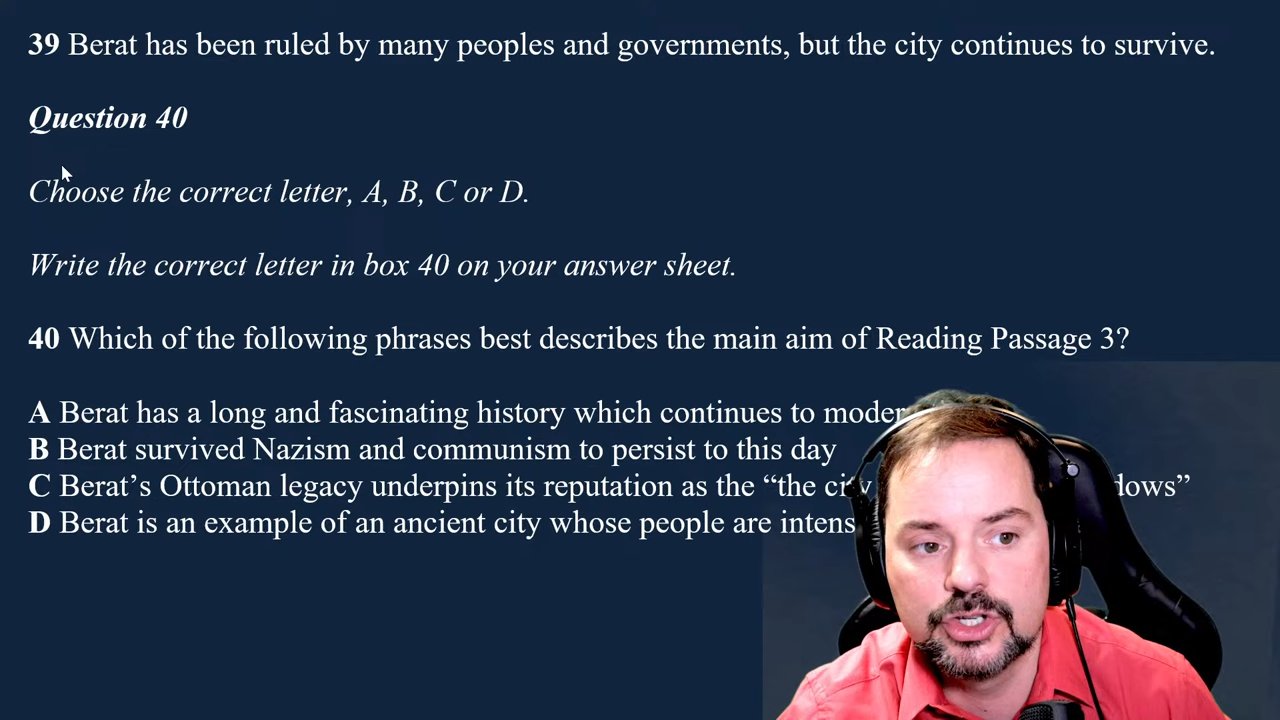 39 Berat has been ruled by many peoples and governments, but the city continues to survive.
Question 40
Choose the correct letter, A, B, C or D.
Write the correct letter in box 40 on your answer sheet.
40 Which of the following phrases best describes the main aim of Reading Passage 3?
A Berat has a long and fascinating history which continues to
B Berat survived Nazism and communism to persist to this day
C Berat’s Ottoman legacy underpins its reputation as the “the city
D Berat is an example of an ancient city whose people are